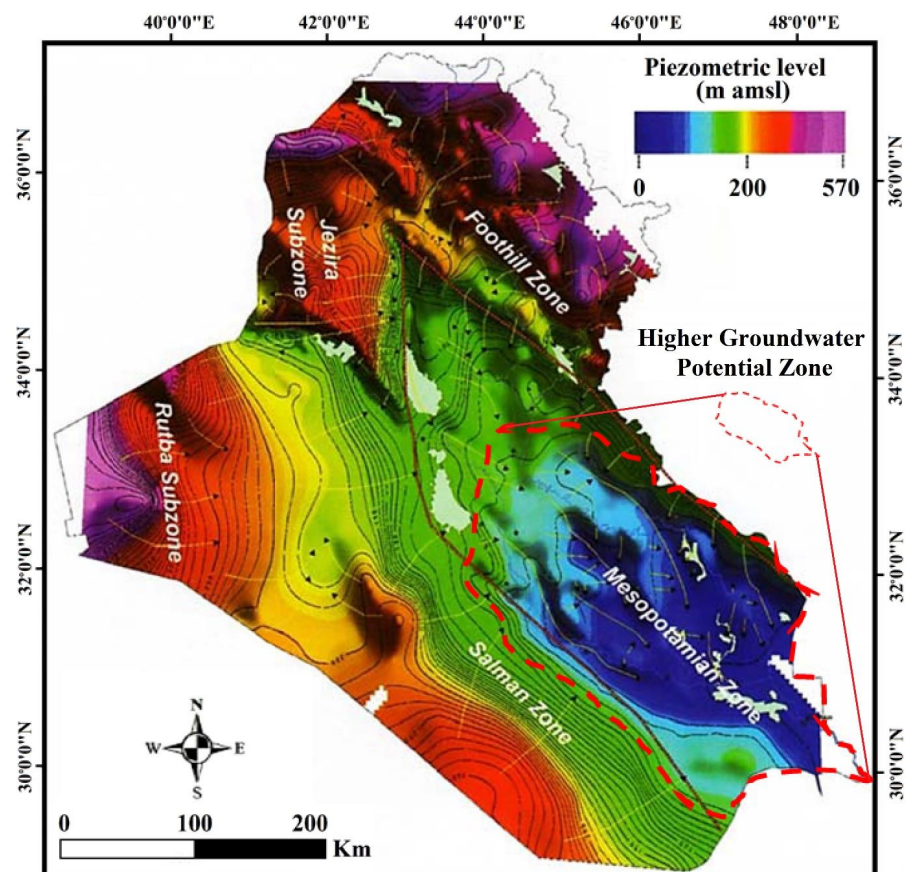 40°0'0"E
42°0'0"E
44°0'0"E
46°0'0"E
48°0'0"E
Piezometric level
(m amsl)
0
200
570
36°0'0"N
34°0'0"N
32°0'0"N
30°0'0"N
36°0'0"N
34°0'0"N
32°0'0"N
30°0'0"N
Jezira
Subzone
Foothill Zone
Higher Groundwater
Potential Zone
Rutba Subzone
Mesopotamian Zone
Salman Zone
N
W
E
S
0
100
200
Km